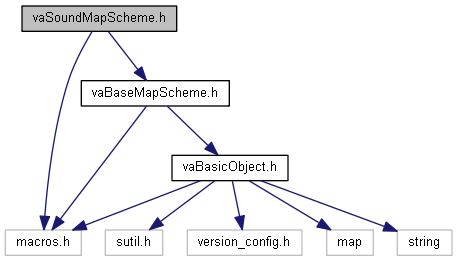 vaSoundMapScheme.h
vaBaseMapScheme.h
vaBasicObject.h
macros.h
sutil.h
version_config.h
map
string